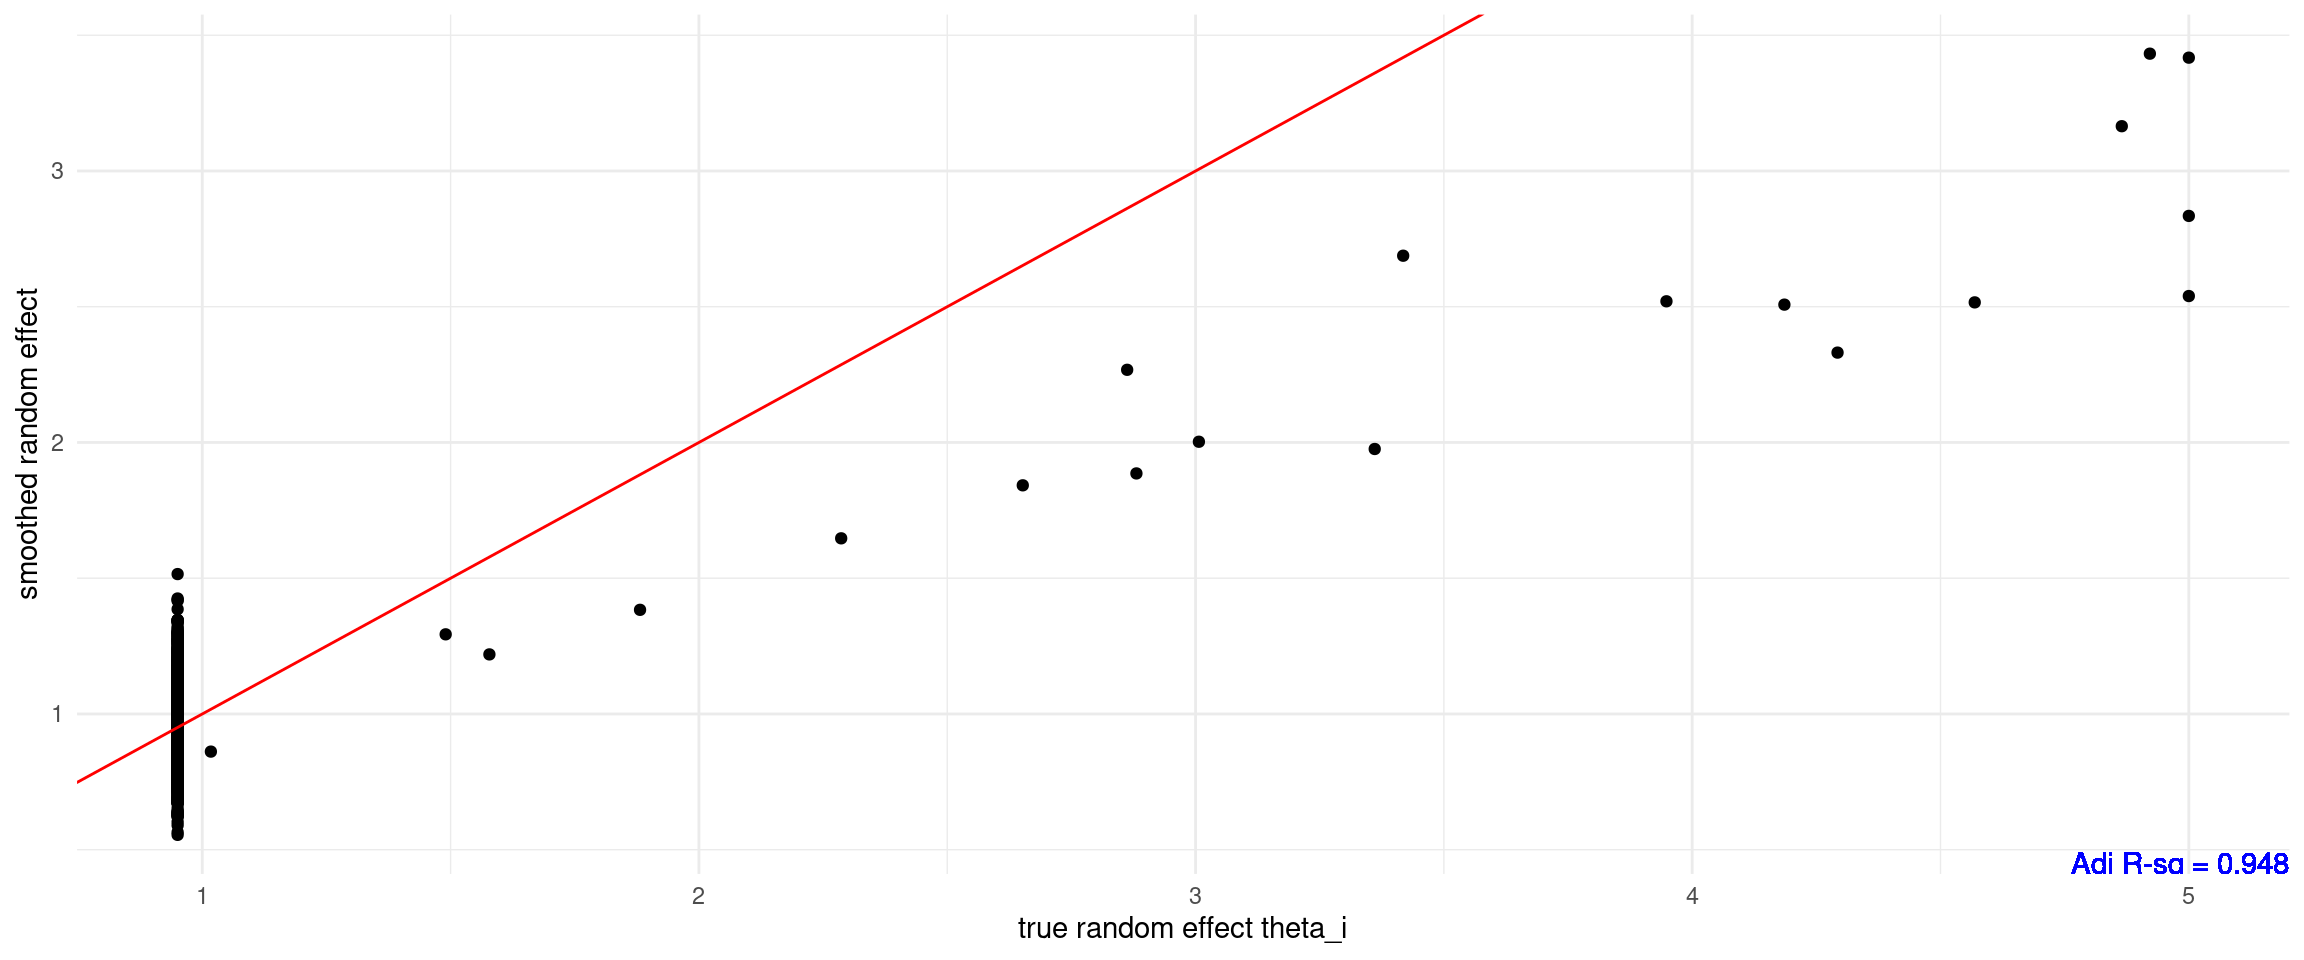 3
2
1
smoothed random effect
Adj R-sq = 0.948
1 2 3 4 5
true random effect theta_i